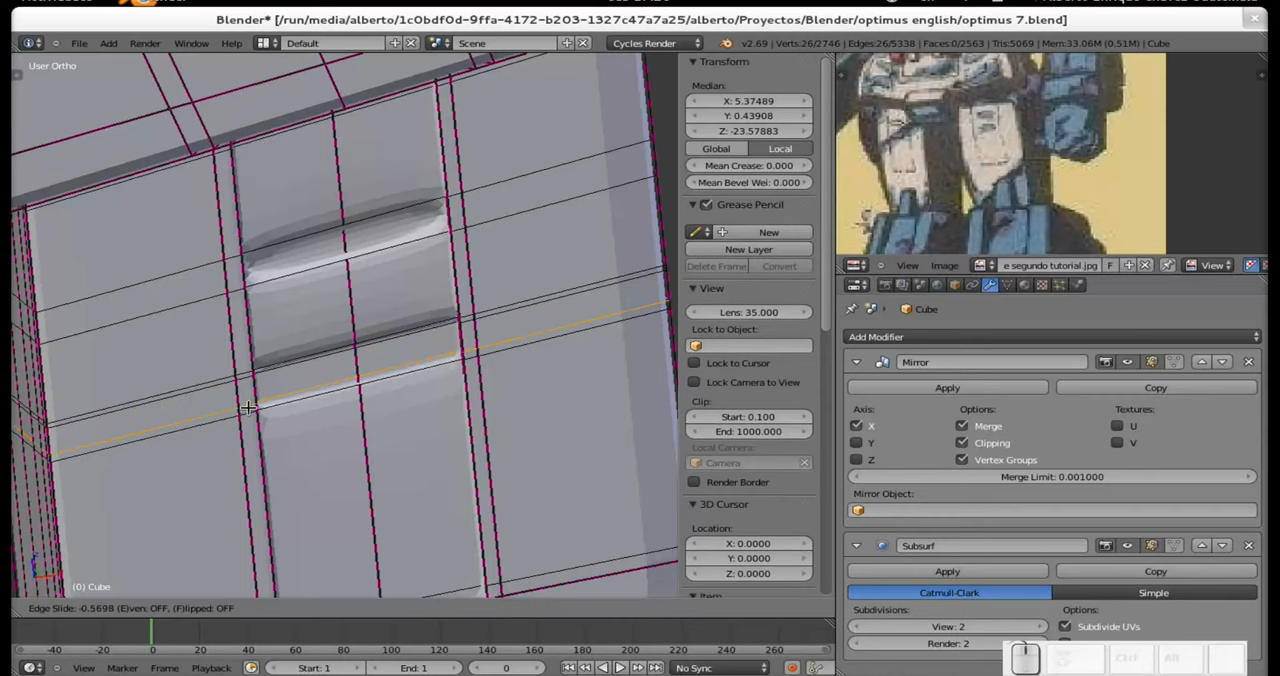 Blender* [/run/media/alberto/1c0bdf0d-9ffa-4172-b203-1327c47a7a25/alberto/Proyectos/Blender/optimus english/optimus 7.blend]
File Add Render Window Help Default Scene Cycles Render v2.69 | Verts:26/2746 | Edges:26/5338 | Faces:0/2563 | Tris:5069 | Mem:33.06M (0.51M) | Cube
User Ortho
Transform
Median:
X: 5.37489
Y: 0.43908
Z: -23.57883
Global Local
Mean Crease: 0.000
Mean Bevel Wei: 0.000
Grease Pencil
New
New Layer
Delete Frame Convert
View
Lens: 35.000
Lock to Object:
Lock to Cursor
Lock Camera to View
Clip:
Start: 0.100
End: 1000.000
Local Camera:
Camera
Render Border
3D Cursor
Location:
X: 0.0000
Y: 0.0000
Z: 0.0000
(0) Cube
Edge Slide: -0.5698 (E)ven: OFF, (F)lipped: OFF
View Image e segundo tutorial.jpg F View
Cube
Add Modifier
Mirror
Apply Copy
Axis: Options: Textures:
X Merge U
Y Clipping V
Z Vertex Groups
Merge Limit: 0.001000
Mirror Object:
Subsurf
Apply Copy
Catmull-Clark Simple
Subdivisions: Options:
View: 2 Subdivide UVs
Render: 2
Ctrl Alt
-40 -20 0 20 40 60 80 100 120 140 160 180 200 220 240 260
View Marker Frame Playback Start: 1 End: 1 0 No Sync